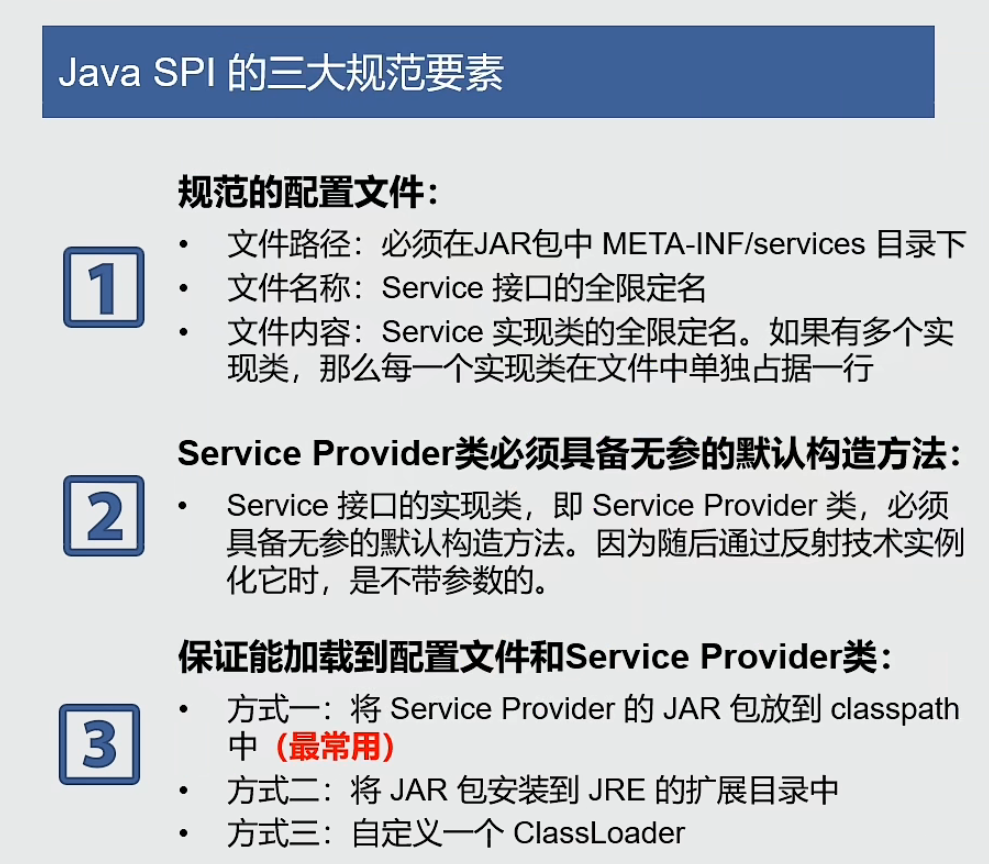 Java SPI 的三大规范要素
规范的配置文件：
• 文件路径：必须在JAR包中 META-INF/services 目录下
1
• 文件名称：Service 接口的全限定名
• 文件内容：Service 实现类的全限定名。如果有多个实
现类，那么每一个实现类在文件中单独占据一行
Service Provider类必须具备无参的默认构造方法：
2
• Service 接口的实现类，即 Service Provider 类，必须
具备无参的默认构造方法。因为随后通过反射技术实例
化它时，是不带参数的。
保证能加载到配置文件和Service Provider类：
3
• 方式一：将 Service Provider 的 JAR 包放到 classpath
中（最常用）
• 方式二：将 JAR 包安装到 JRE 的扩展目录中
• 方式三：自定义一个 ClassLoader